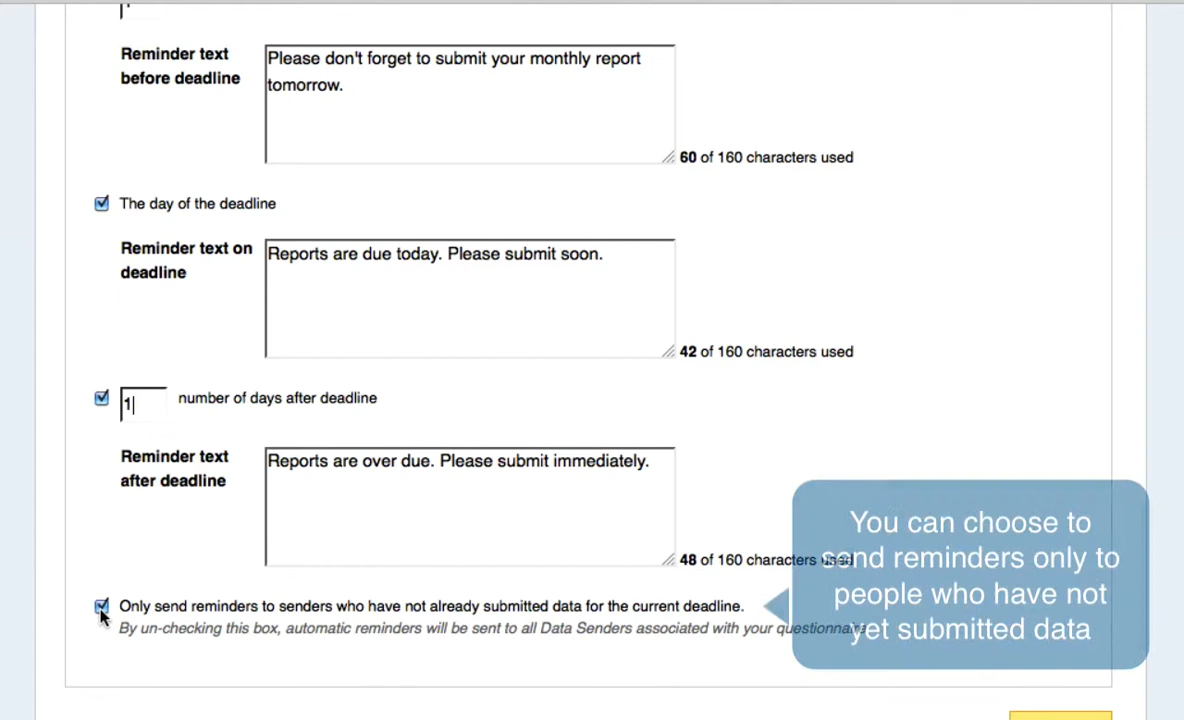 Reminder text
before deadline
Please don't forget to submit your monthly report
tomorrow.
60 of 160 characters used
The day of the deadline
Reminder text on
deadline
Reports are due today. Please submit soon.
42 of 160 characters used
1
number of days after deadline
Reminder text
after deadline
Reports are over due. Please submit immediately.
48 of 160 characters used
Only send reminders to senders who have not already submitted data for the current deadline.
By un-checking this box, automatic reminders will be sent to all Data Senders associated with your questionnaire
You can choose to
send reminders only to
people who have not
yet submitted data